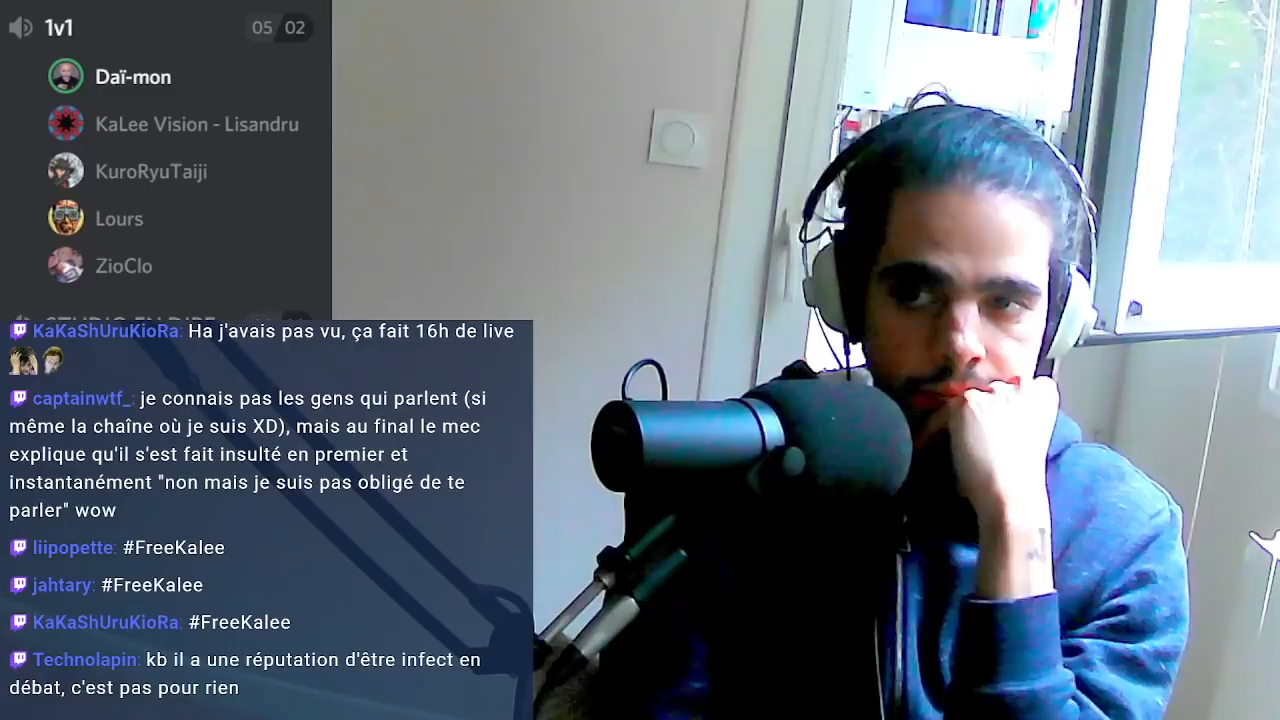 1v1
05 02
Daï-mon
KaLee Vision - Lisandru
KuroRyuTaiji
Lours
ZioClo
KaKaShUruKioRa: Ha j'avais pas vu, ça fait 16h de live
captainwtf_: je connais pas les gens qui parlent (si
même la chaîne où je suis XD), mais au final le mec
explique qu'il s'est fait insulté en premier et
instantanément "non mais je suis pas obligé de te
parler" wow
liipopette: #FreeKalee
jahtary: #FreeKalee
KaKaShUruKioRa: #FreeKalee
Technolapin: kb il a une réputation d'être infect en
débat, c'est pas pour rien